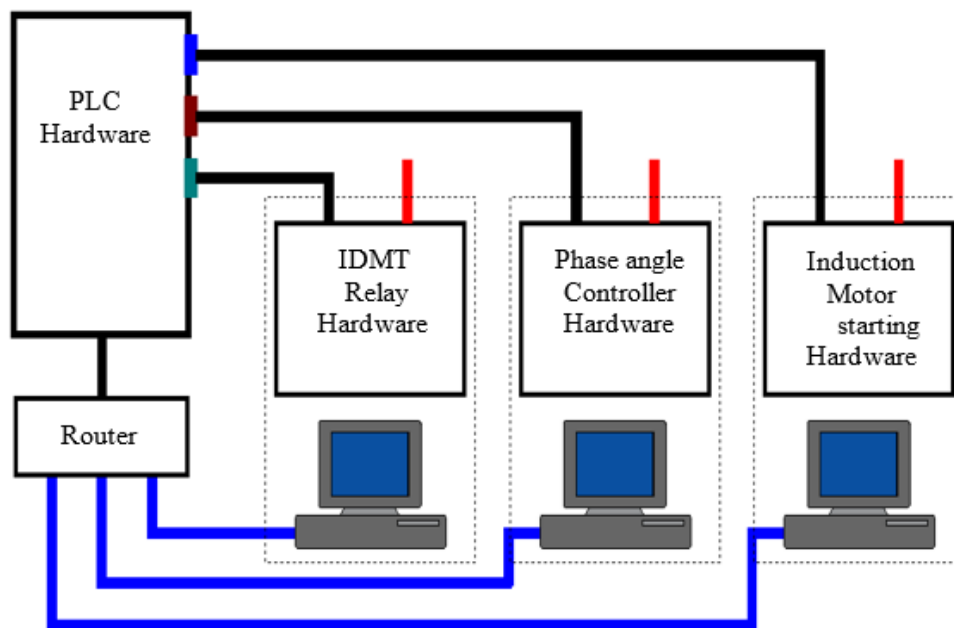 PLC
Hardware
IDMT
Relay
Hardware
Phase angle
Controller
Hardware
Induction
Motor
starting
Hardware
Router